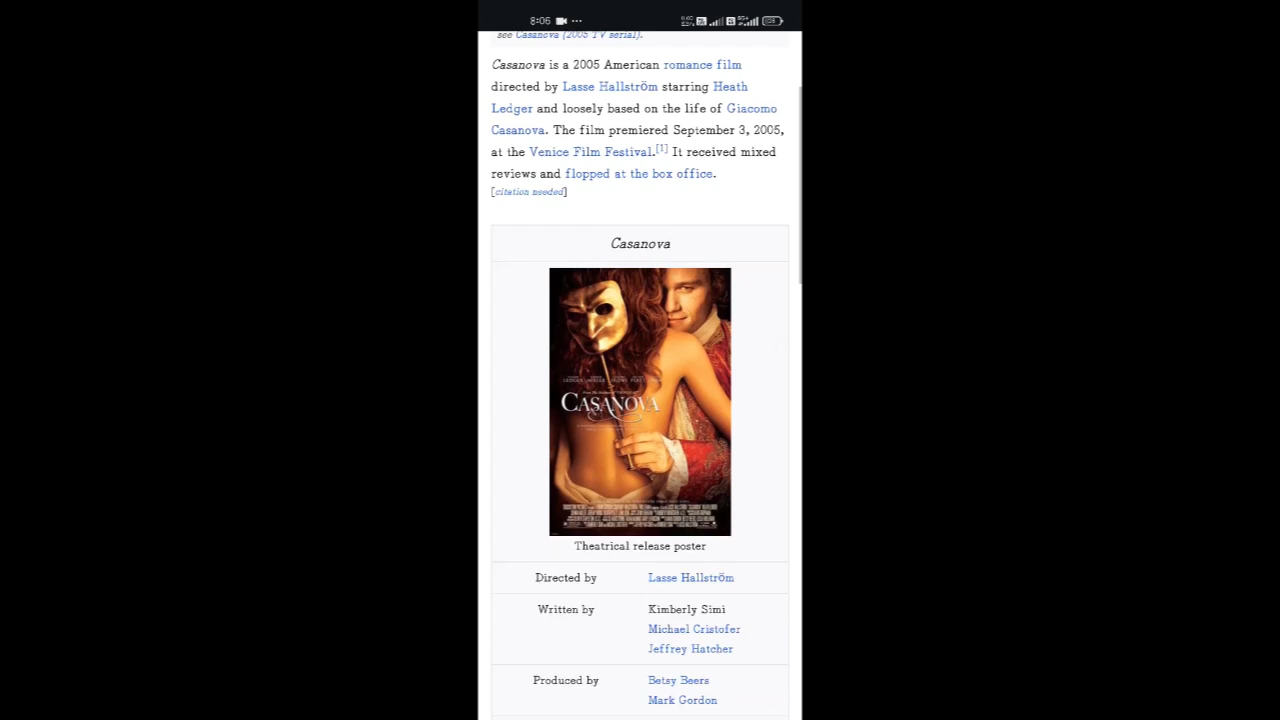 8:06
see Casanova (2005 TV serial).
Casanova is a 2005 American romance film
directed by Lasse Hallström starring Heath
Ledger and loosely based on the life of Giacomo
Casanova. The film premiered September 3, 2005,
at the Venice Film Festival.[1] It received mixed
reviews and flopped at the box office.
[citation needed]
Casanova
CASANOVA
Theatrical release poster
Directed by Lasse Hallström
Written by Kimberly Simi
Michael Cristofer
Jeffrey Hatcher
Produced by Betsy Beers
Mark Gordon